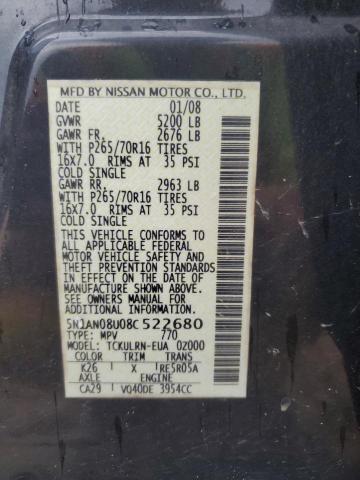 MFD BY NISSAN MOTOR CO., LTD.
DATE 01/08
GVWR 5200 LB
GAWR FR. 2676 LB
WITH P265/70R16 TIRES
16X7.0 RIMS AT 35 PSI
COLD SINGLE
GAWR RR. 2963 LB
WITH P265/70R16 TIRES
16X7.0 RIMS AT 35 PSI
COLD SINGLE
THIS VEHICLE CONFORMS TO
ALL APPLICABLE FEDERAL
MOTOR VEHICLE SAFETY AND
THEFT PREVENTION STANDARDS
IN EFFECT ON THE DATE OF
MANUFACTURE SHOWN ABOVE.
SEE OWNERS MANUAL FOR
ADDITIONAL INFORMATION.
5N1AN08U08C522680
TYPE: MPV 770
MODEL: TCKULRN-EUA 0Z000
COLOR TRIM TRANS
K26 X RE5R05A
AXLE ENGINE
CA29 VQ40DE 3954CC